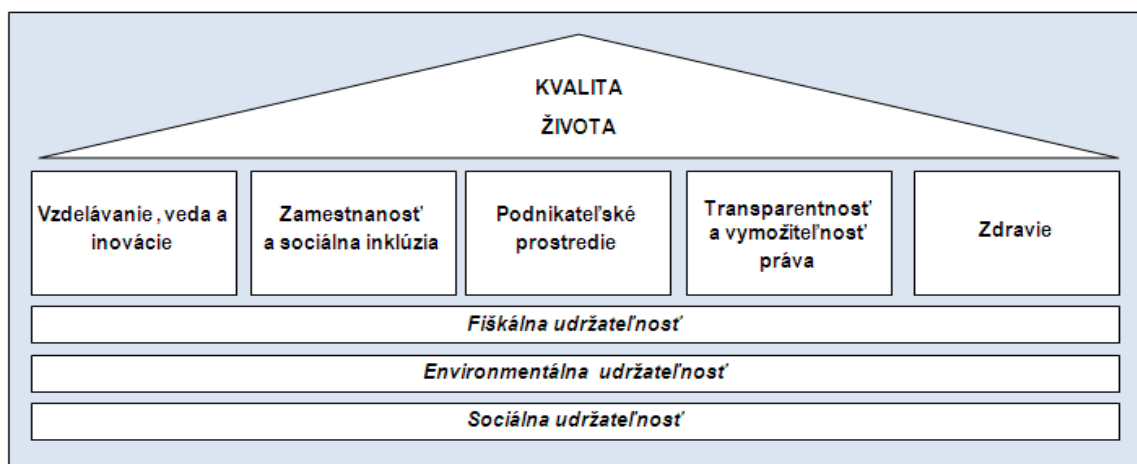 KVALITA
ŽIVOTA
Vzdelávanie, veda a
inovácie
Zamestnanosť
a sociálna inklúzia
Podnikateľské
prostredie
Transparentnosť
a vymožiteľnosť
práva
Zdravie
Fiškálna udržateľnosť
Environmentálna udržateľnosť
Sociálna udržateľnosť